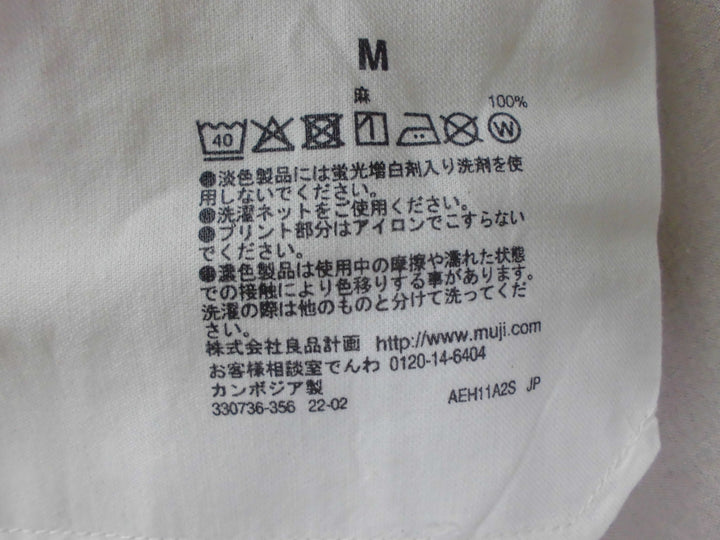 M
麻 100%
40 W
●淡色製品には蛍光増白剤入り洗剤を使
用しないでください。
●洗濯ネットをご使用ください。
●プリント部分はアイロンでこすらない
でください。
●濃色製品は使用中の摩擦や濡れた状態
での接触により色移りする事があります。
洗濯の際は他のものと分けて洗ってくだ
さい。
株式会社良品計画 http://www.muji.com
お客様相談室でんわ 0120-14-6404
カンボジア製
330736-356 22-02 AEH11A2S JP